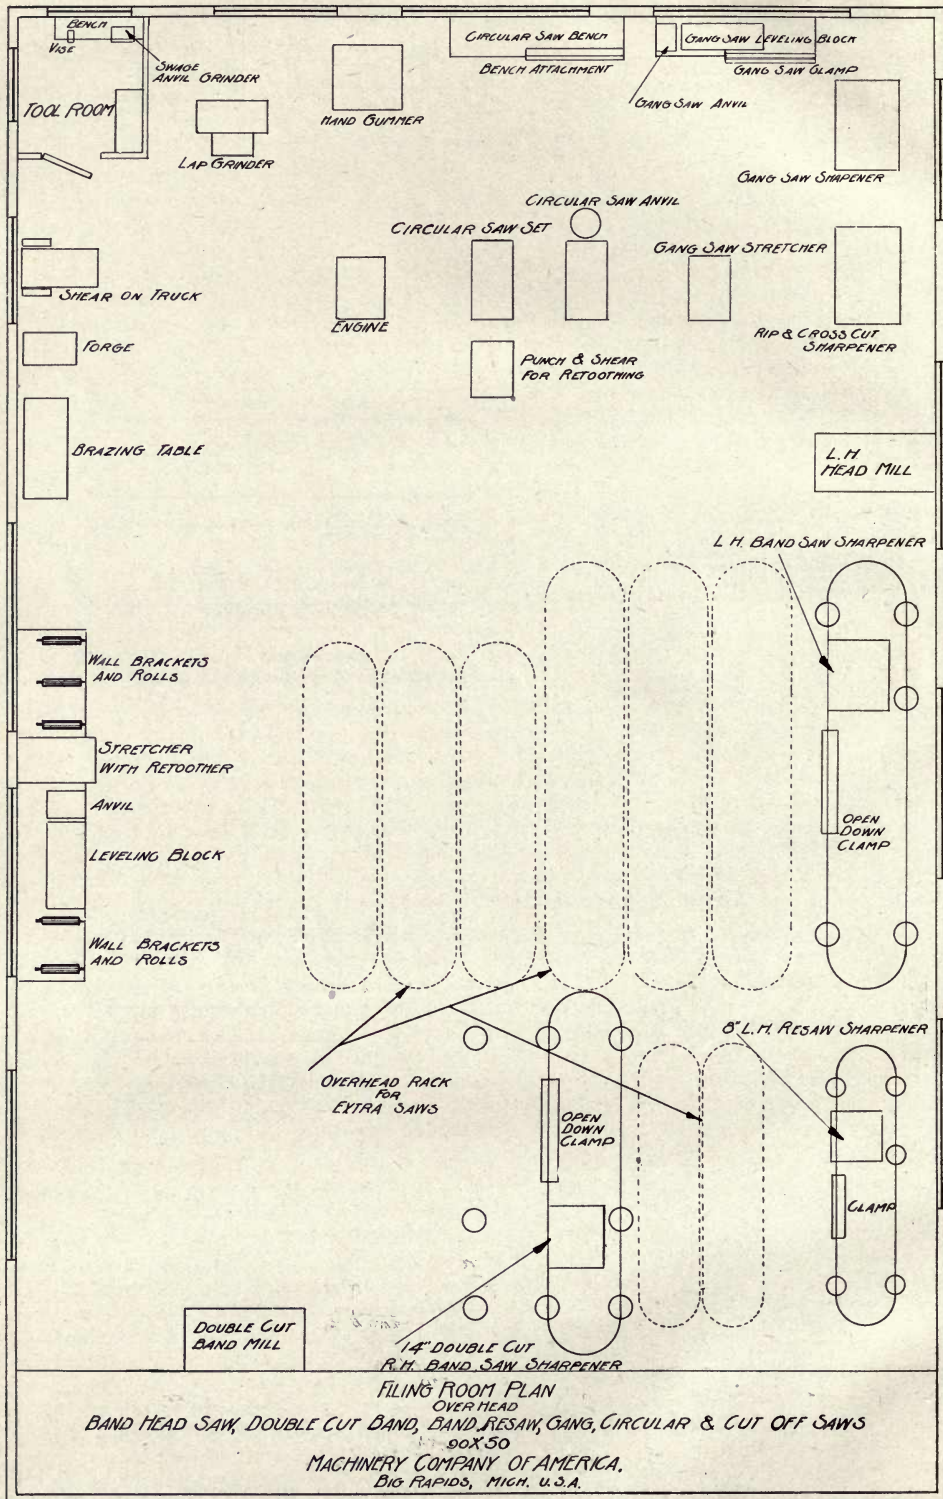 BENCH
VISE
SWAGE
ANVIL GRINDER
TOOL ROOM
LAP GRINDER
HAND GUMMER
CIRCULAR SAW BENCH
BENCH ATTACHMENT
GANG SAW LEVELING BLOCK
GANG SAW CLAMP
GANG SAW ANVIL
GANG SAW SHAPENER
CIRCULAR SAW ANVIL
CIRCULAR SAW SET
GANG SAW STRETCHER
SHEAR ON TRUCK
ENGINE
RIP & CROSS CUT
SHARPENER
FORGE
PUNCH & SHEAR
FOR RETOOTHING
BRAZING TABLE
L.H.
HEAD MILL
L.H. BAND SAW SHARPENER
WALL BRACKETS
AND ROLLS
STRETCHER
WITH RETOOTHER
ANVIL
LEVELING BLOCK
OPEN
DOWN
CLAMP
WALL BRACKETS
AND ROLLS
8" L.H. RESAW SHARPENER
OVERHEAD RACK
FOR
EXTRA SAWS
OPEN
DOWN
CLAMP
CLAMP
DOUBLE CUT
BAND MILL
14" DOUBLE CUT
R.H. BAND SAW SHARPENER
FILING ROOM PLAN
OVER HEAD
BAND HEAD SAW, DOUBLE CUT BAND, BAND RESAW, GANG, CIRCULAR & CUT OFF SAWS
90X50
MACHINERY COMPANY OF AMERICA.
BIG RAPIDS, MICH. U.S.A.